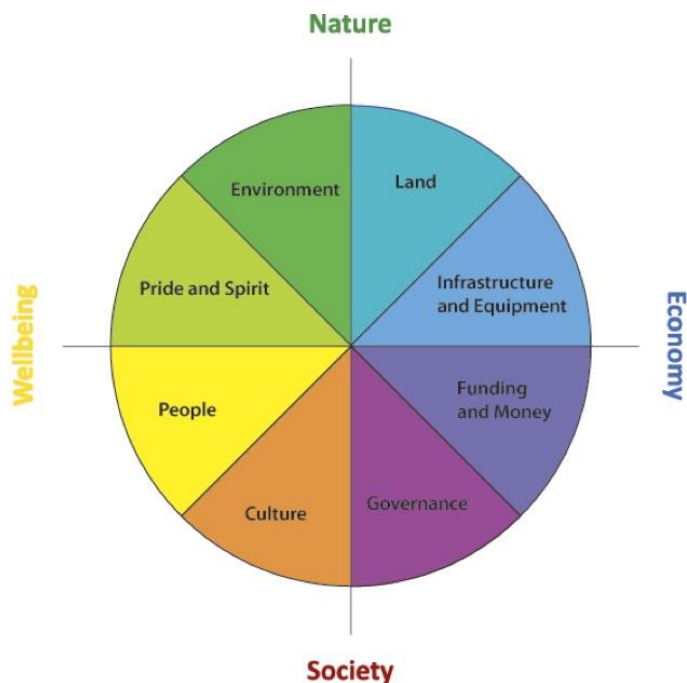 Nature
Environment
Land
Pride and Spirit
Infrastructure
and Equipment
Wellbeing
Economy
People
Funding
and Money
Culture
Governance
Society